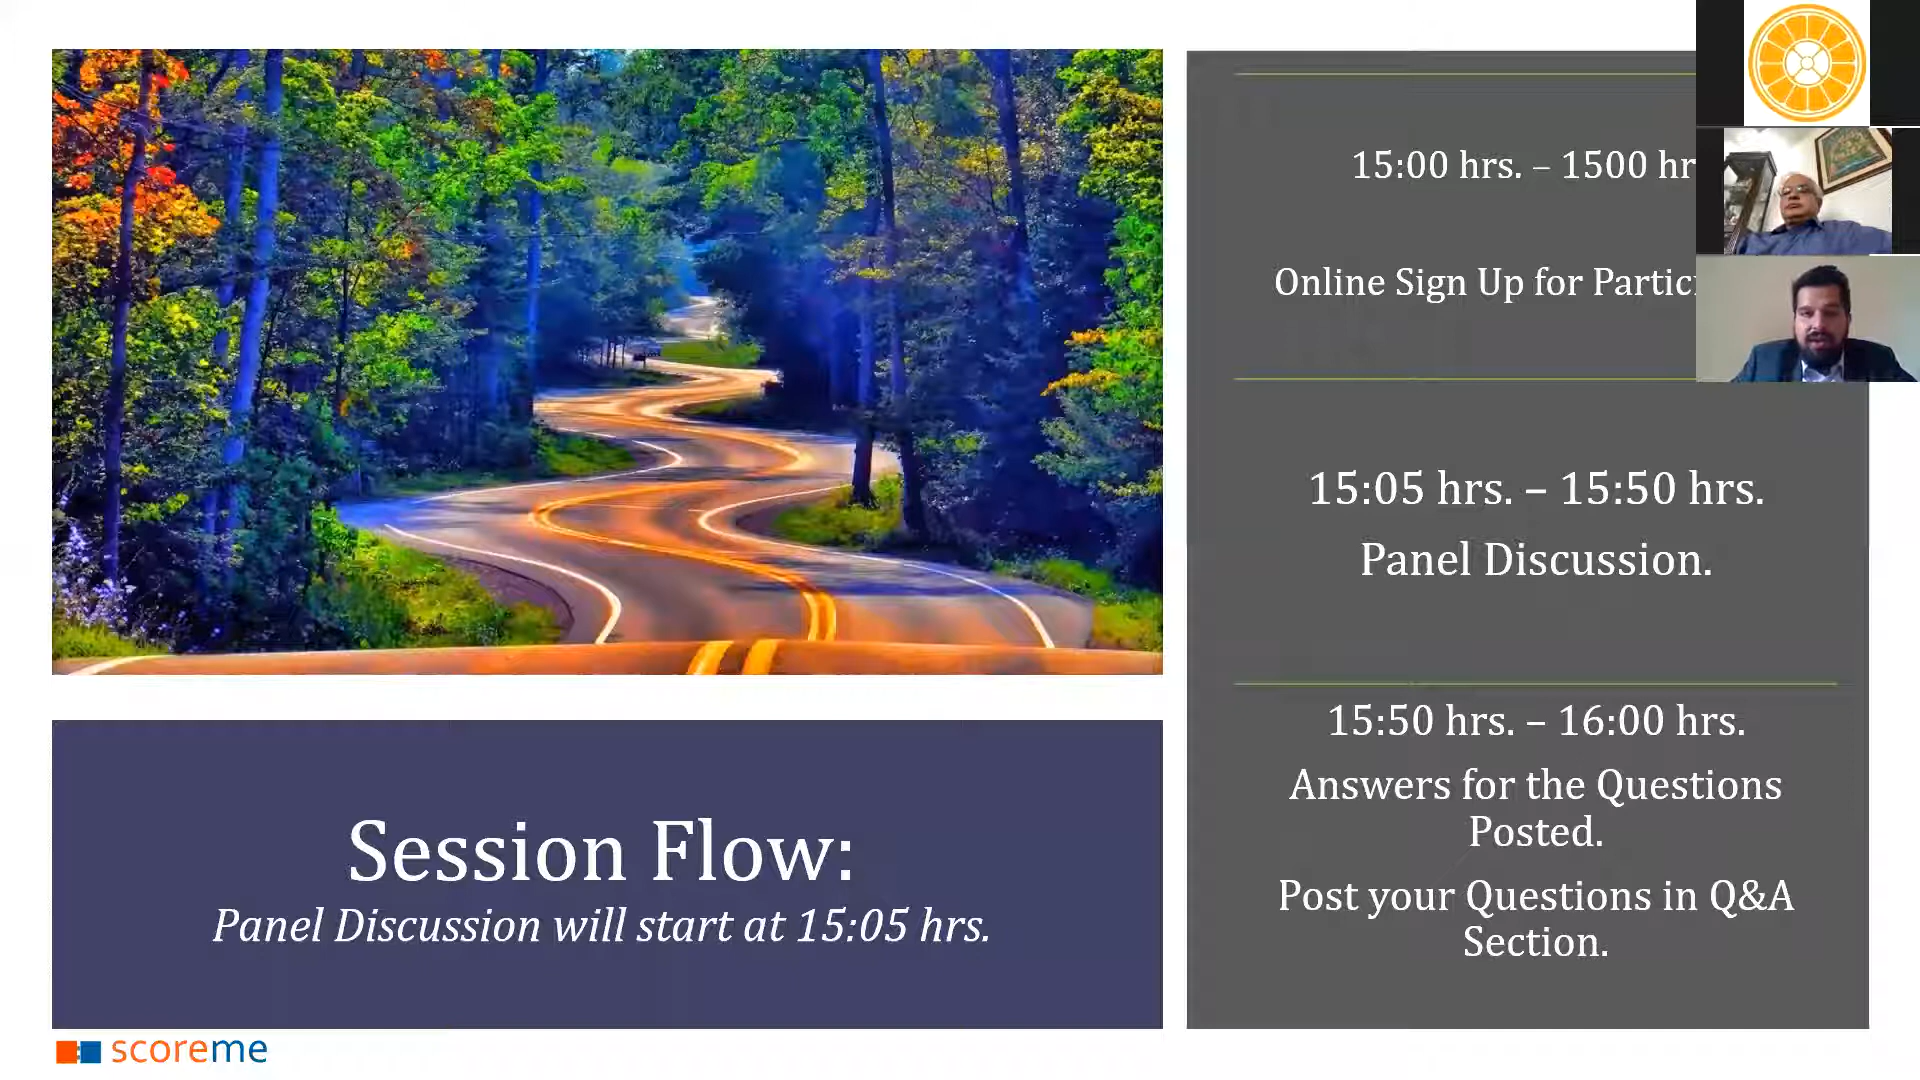 15:00 hrs. – 1500 hr
Online Sign Up for Partic
15:05 hrs. – 15:50 hrs.
Panel Discussion.
15:50 hrs. – 16:00 hrs.
Answers for the Questions
Posted.
Post your Questions in Q&A
Section.
Session Flow:
Panel Discussion will start at 15:05 hrs.
scoreme